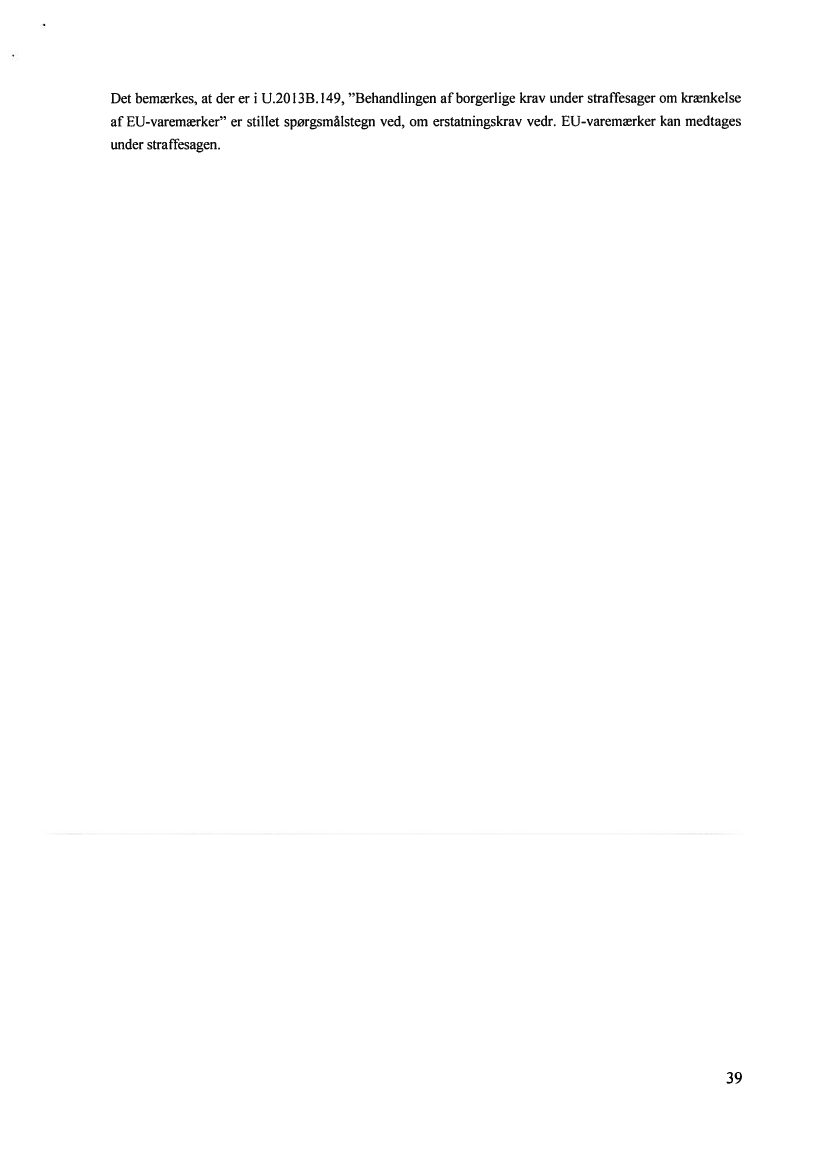 Det bemærkes, at der er i U.2013B.149, ”Behandlingen af borgerlige krav under straffesager om krænkelse
af EU-varemærker” er stillet spørgsmålstegn ved, om erstatningskrav vedr. EU-varemærker kan medtages
under straffesagen.
39